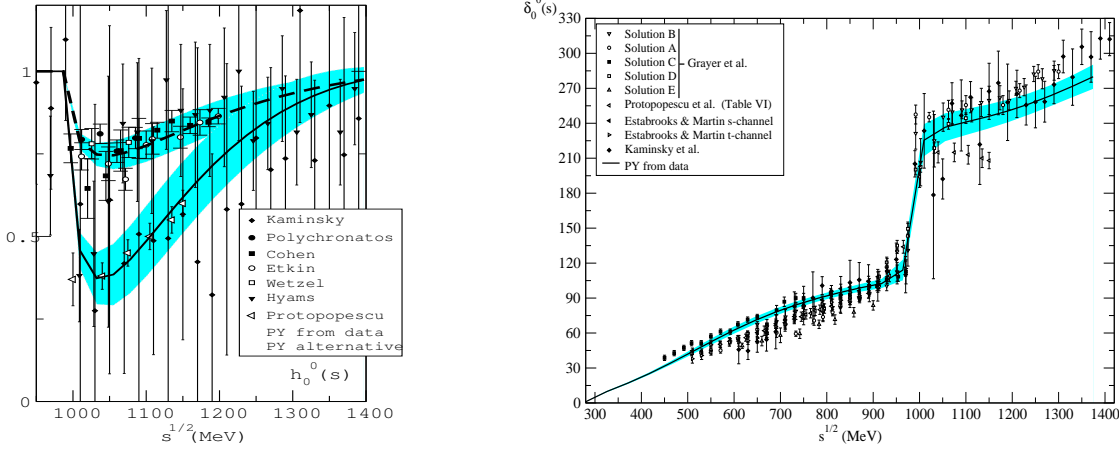 1
0.5
0
1000
1100
1200
1300
1400
s^1/2 (MeV)
Kaminsky
Polychronatos
Cohen
Etkin
Wetzel
Hyams
Protopopescu
PY from data
PY alternative
h_0^0(s)
δ_0^0(s)
330
300
270
240
210
180
150
120
90
60
30
0
Solution B
Solution A
Solution C
Solution D
Solution E
Grayer et al.
Protopopescu et al. (Table VI)
Estabrooks & Martin s-channel
Estabrooks & Martin t-channel
Kaminsky et al.
PY from data
300
400
500
600
700
800
900
1000
1100
1200
1300
1400
s^1/2 (MeV)